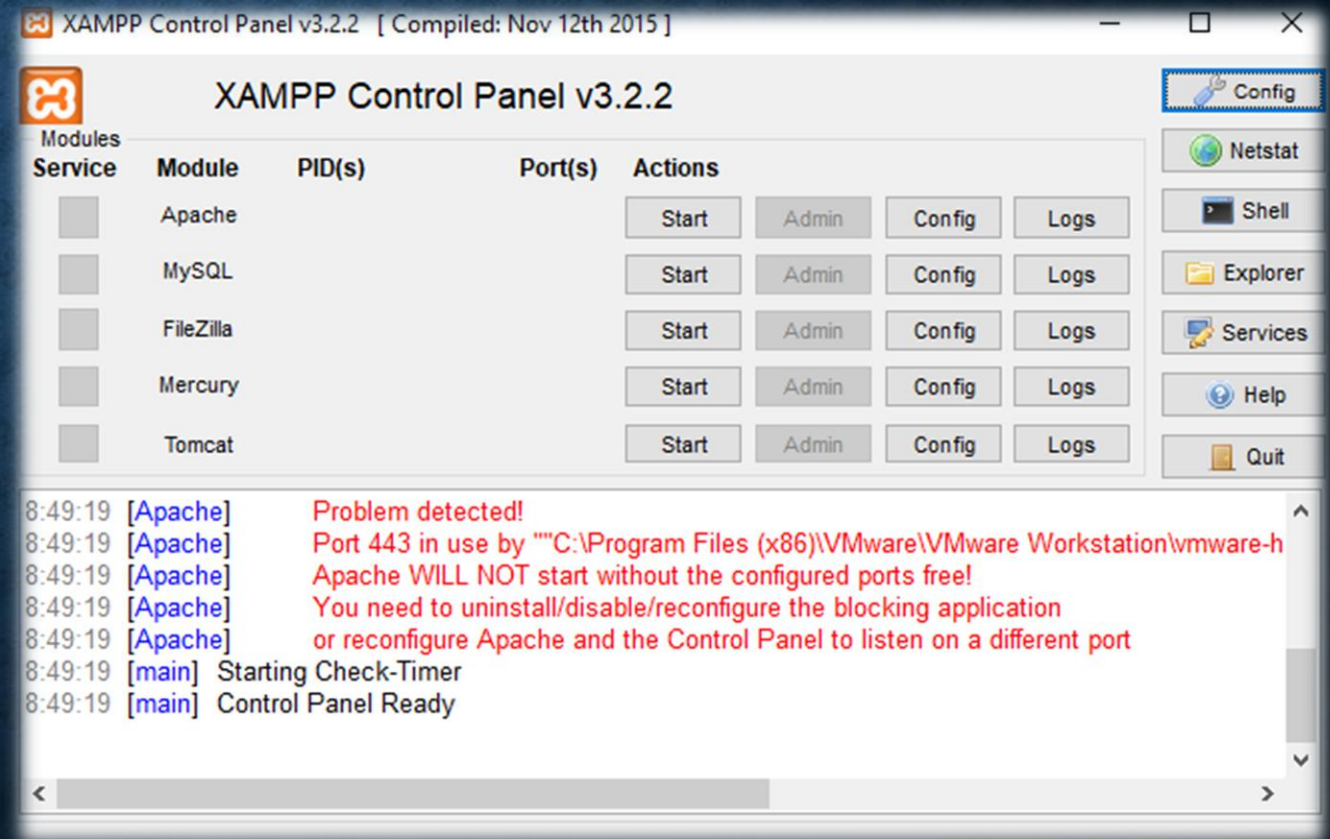 XAMPP Control Panel v3.2.2 [ Compiled: Nov 12th 2015 ]
XAMPP Control Panel v3.2.2
Config
Modules
Service Module PID(s) Port(s) Actions
Netstat
Apache Start Admin Config Logs
Shell
MySQL Start Admin Config Logs
Explorer
FileZilla Start Admin Config Logs
Services
Mercury Start Admin Config Logs
Help
Tomcat Start Admin Config Logs
Quit
8:49:19 [Apache] Problem detected!
8:49:19 [Apache] Port 443 in use by ""C:\Program Files (x86)\VMware\VMware Workstation\vmware-h
8:49:19 [Apache] Apache WILL NOT start without the configured ports free!
8:49:19 [Apache] You need to uninstall/disable/reconfigure the blocking application
8:49:19 [Apache] or reconfigure Apache and the Control Panel to listen on a different port
8:49:19 [main] Starting Check-Timer
8:49:19 [main] Control Panel Ready